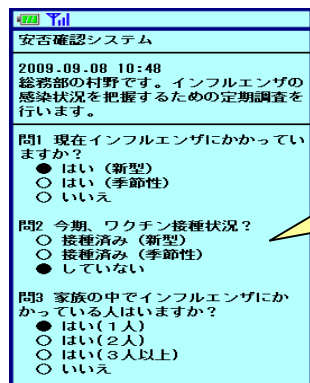 安否確認システム
2009.09.08 10:48
総務部の村野です。インフルエンザの
感染状況を把握するための定期調査を
行います。
問1 現在インフルエンザにかかってい
ますか？
● はい（新型）
○ はい（季節性）
○ いいえ
問2 今期、ワクチン接種状況？
○ 接種済み（新型）
○ 接種済み（季節性）
● していない
問3 家族の中でインフルエンザにか
かっている人はいますか？
● はい(１人)
○ はい(２人)
○ はい(３人以上)
○ いいえ